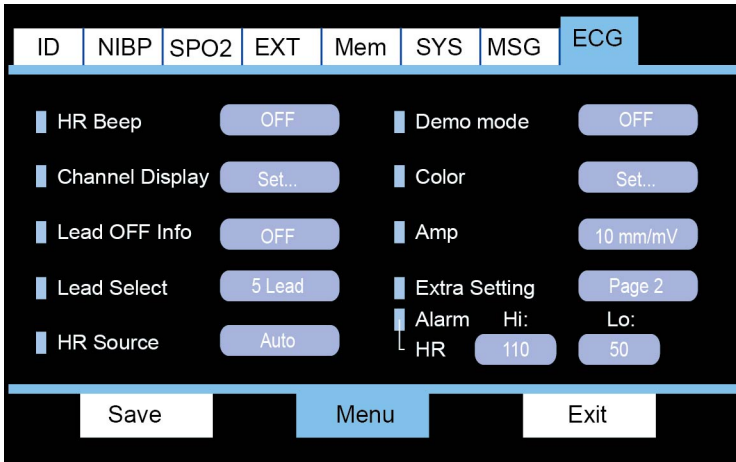 ID NIBP SPO2 EXT Mem SYS MSG ECG
HR Beep OFF Demo mode OFF
Channel Display Set... Color Set...
Lead OFF Info OFF Amp 10 mm/mV
Lead Select 5 Lead Extra Setting Page 2
Alarm Hi: Lo:
HR Source Auto HR 110 50
Save Menu Exit